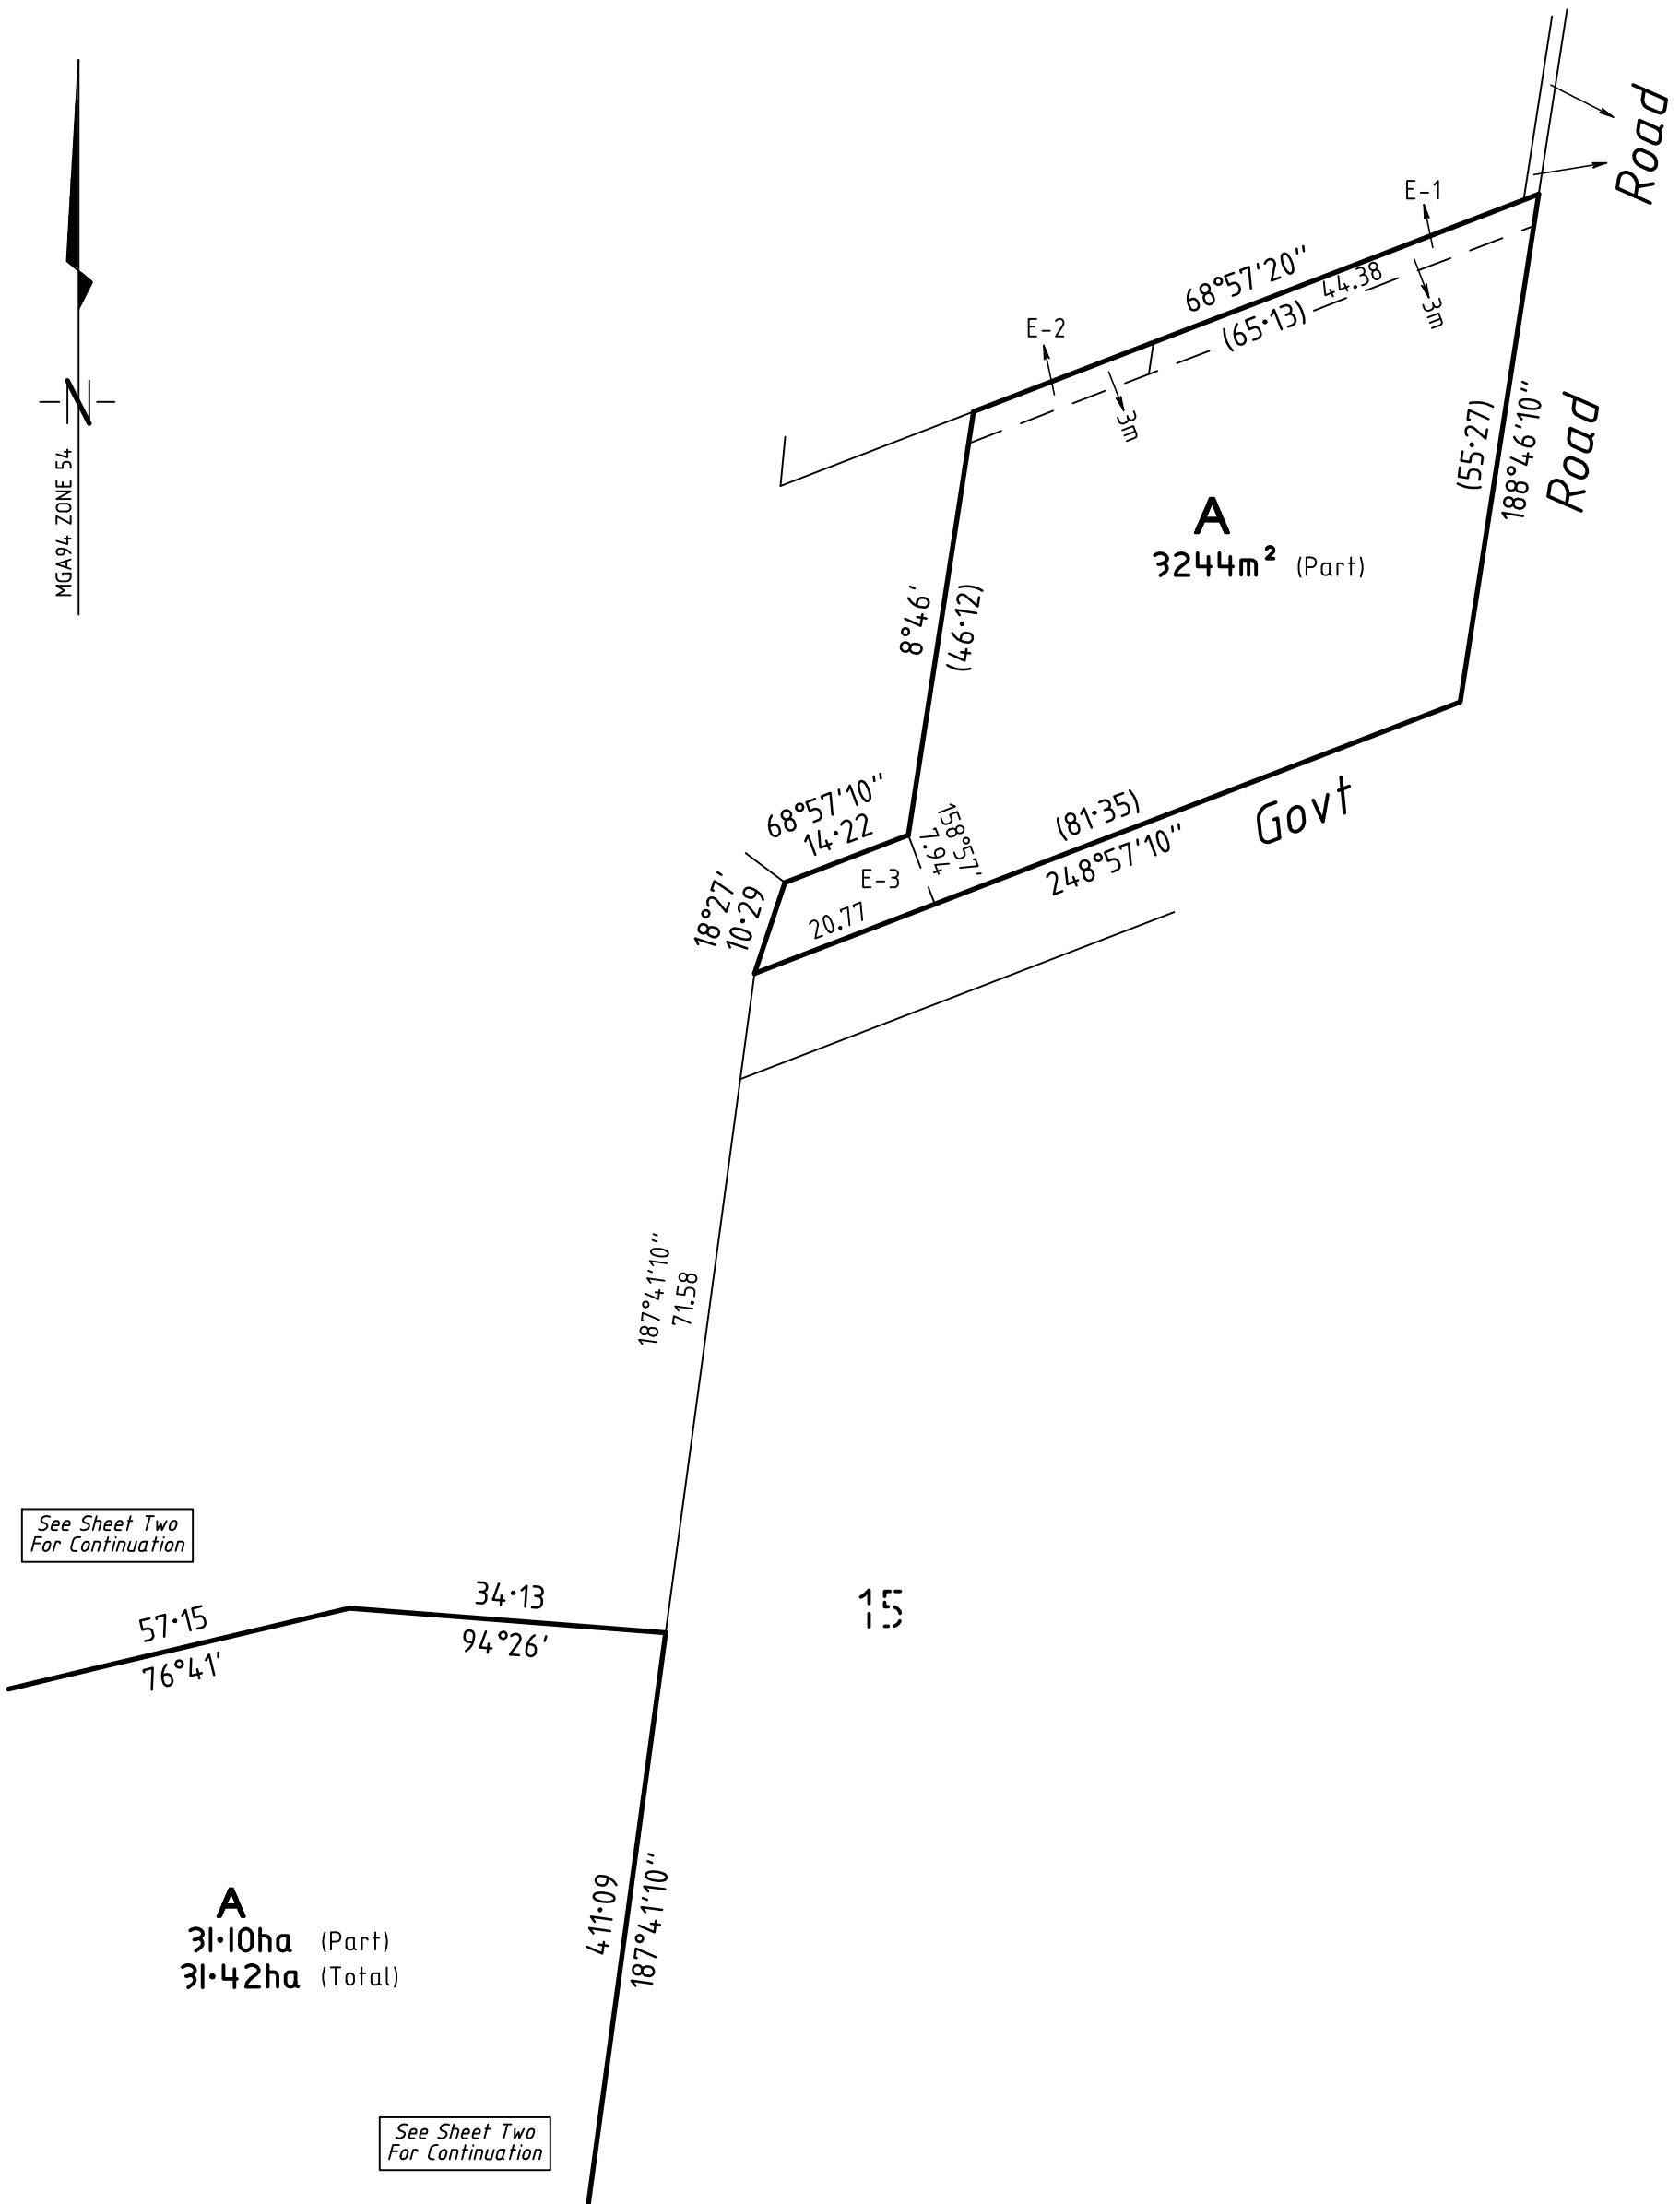 Road
E-1
68°57'20"
44.38
(65·13)
3m
E-2
3m
MGA94 ZONE 54
N
(55·27)
188°46'10"
Road
A
3244m² (Part)
8°46'
(46·12)
68°57'10"
14·22
158°57'
7.94
(81·35)
248°57'10"
Govt
E-3
18°27'
10·29
20.77
187°41'10"
71.58
See Sheet Two
For Continuation
57·15
76°41'
34·13
94°26'
15
A
31·10ha (Part)
31·42ha (Total)
411·09
187°41'10"
See Sheet Two
For Continuation